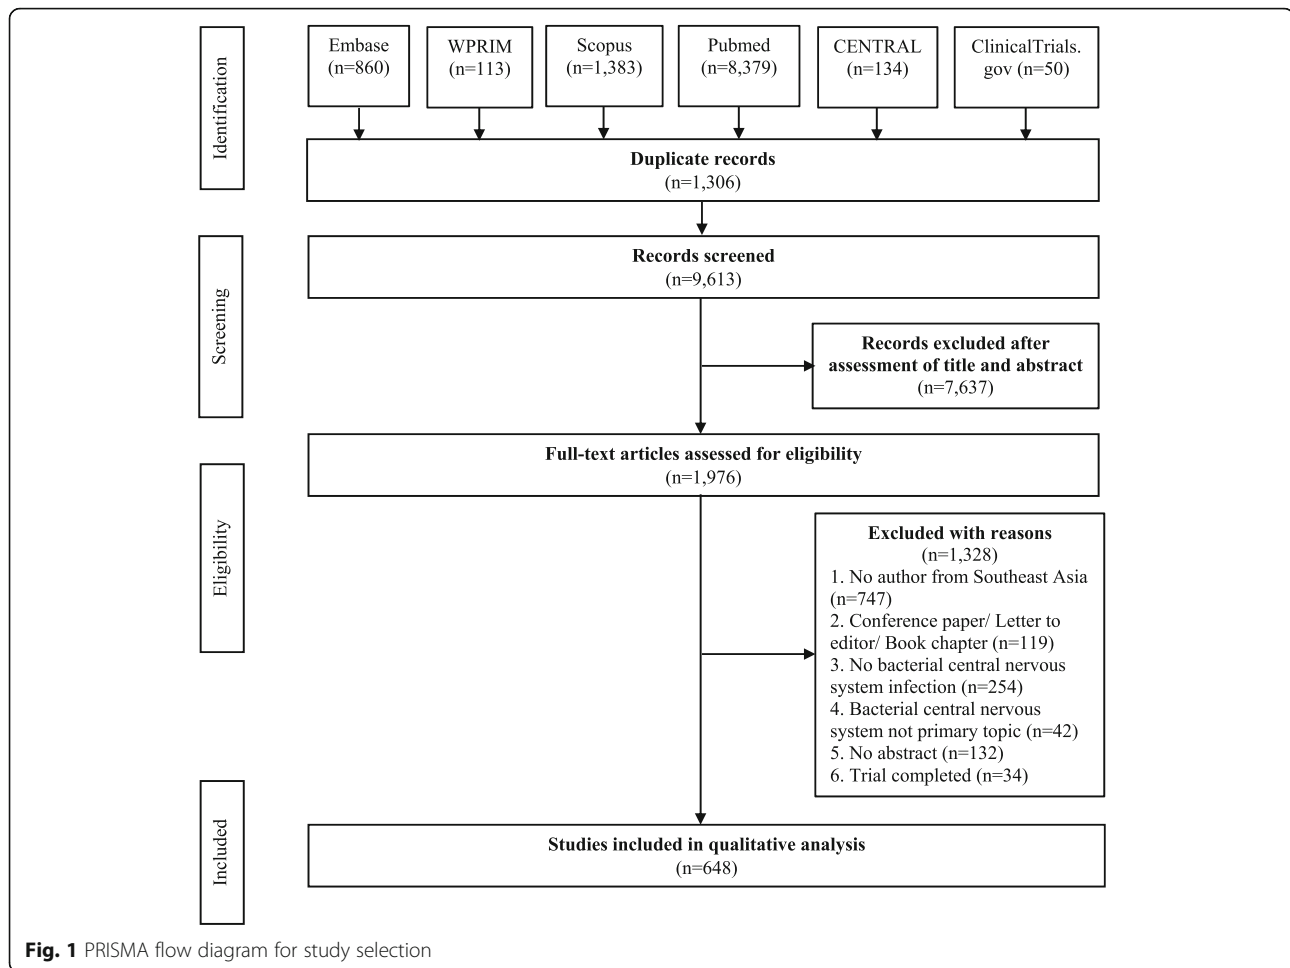 Identification
Embase
(n=860)
WPRIM
(n=113)
Scopus
(n=1,383)
Pubmed
(n=8,379)
CENTRAL
(n=134)
ClinicalTrials.
gov (n=50)
Duplicate records
(n=1,306)
Screening
Records screened
(n=9,613)
Records excluded after
assessment of title and abstract
(n=7,637)
Eligibility
Full-text articles assessed for eligibility
(n=1,976)
Excluded with reasons
(n=1,328)
1. No author from Southeast Asia
(n=747)
2. Conference paper/ Letter to
editor/ Book chapter (n=119)
3. No bacterial central nervous
system infection (n=254)
4. Bacterial central nervous
system not primary topic (n=42)
5. No abstract (n=132)
6. Trial completed (n=34)
Included
Studies included in qualitative analysis
(n=648)
Fig. 1 PRISMA flow diagram for study selection